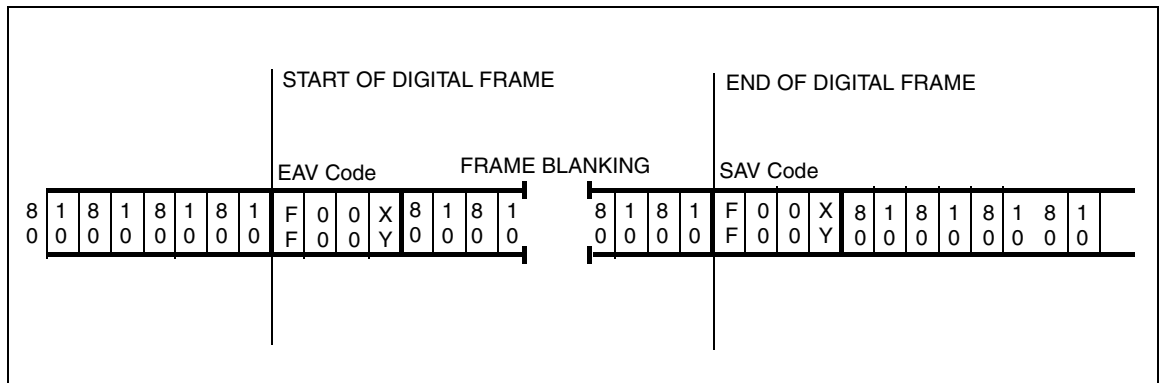 START OF DIGITAL FRAME
END OF DIGITAL FRAME
EAV Code
FRAME BLANKING
SAV Code
8 1 8 1 8 1 8 1 F 0 0 X 8 1 8 1 8 1 8 1 F 0 0 X 8 1 8 1 8 1 8 1
0 0 0 0 0 0 0 0 F 0 0 Y 0 0 0 0 0 0 0 0 F 0 0 Y 0 0 0 0 0 0 0 0